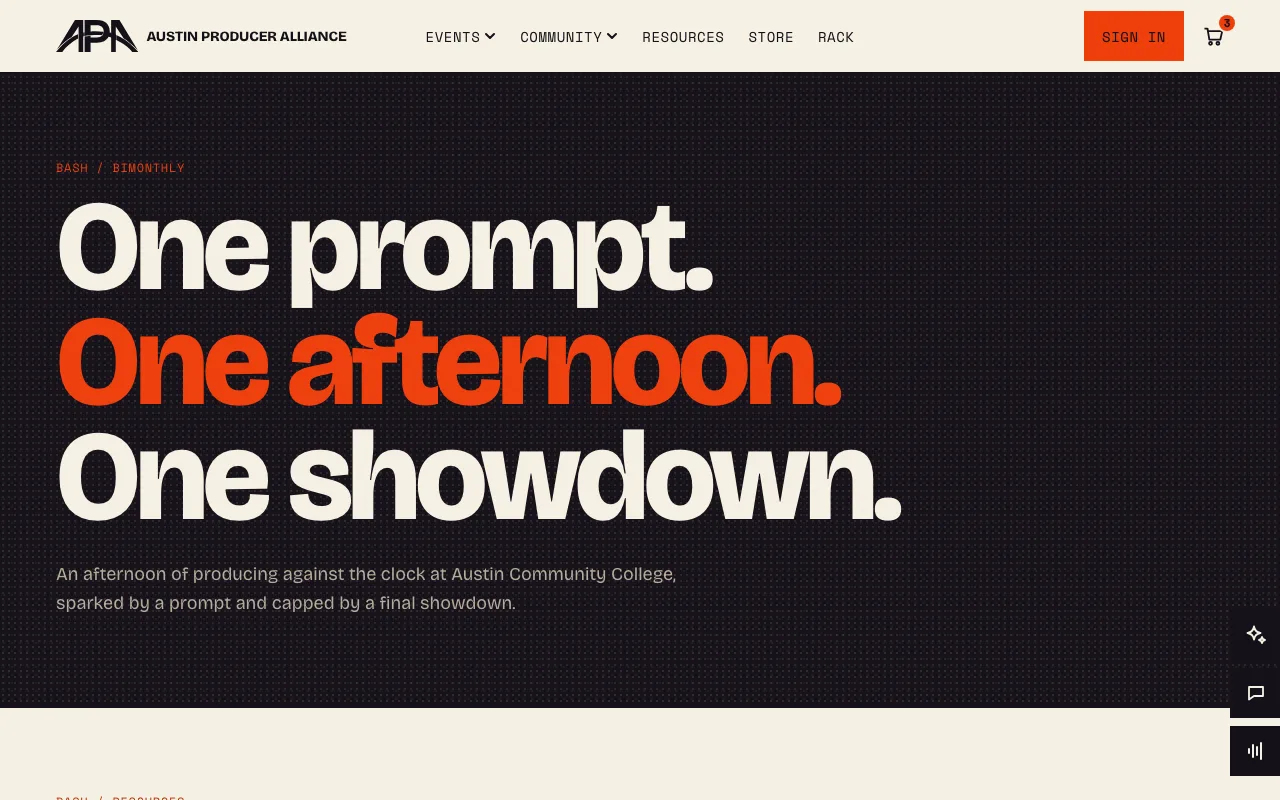 APA
AUSTIN PRODUCER ALLIANCE
EVENTS
COMMUNITY
RESOURCES
STORE
RACK
SIGN IN
3
BASH / BIMONTHLY
One prompt.
One afternoon.
One showdown.
An afternoon of producing against the clock at Austin Community College,
sparked by a prompt and capped by a final showdown.
BASH / RESOURCES